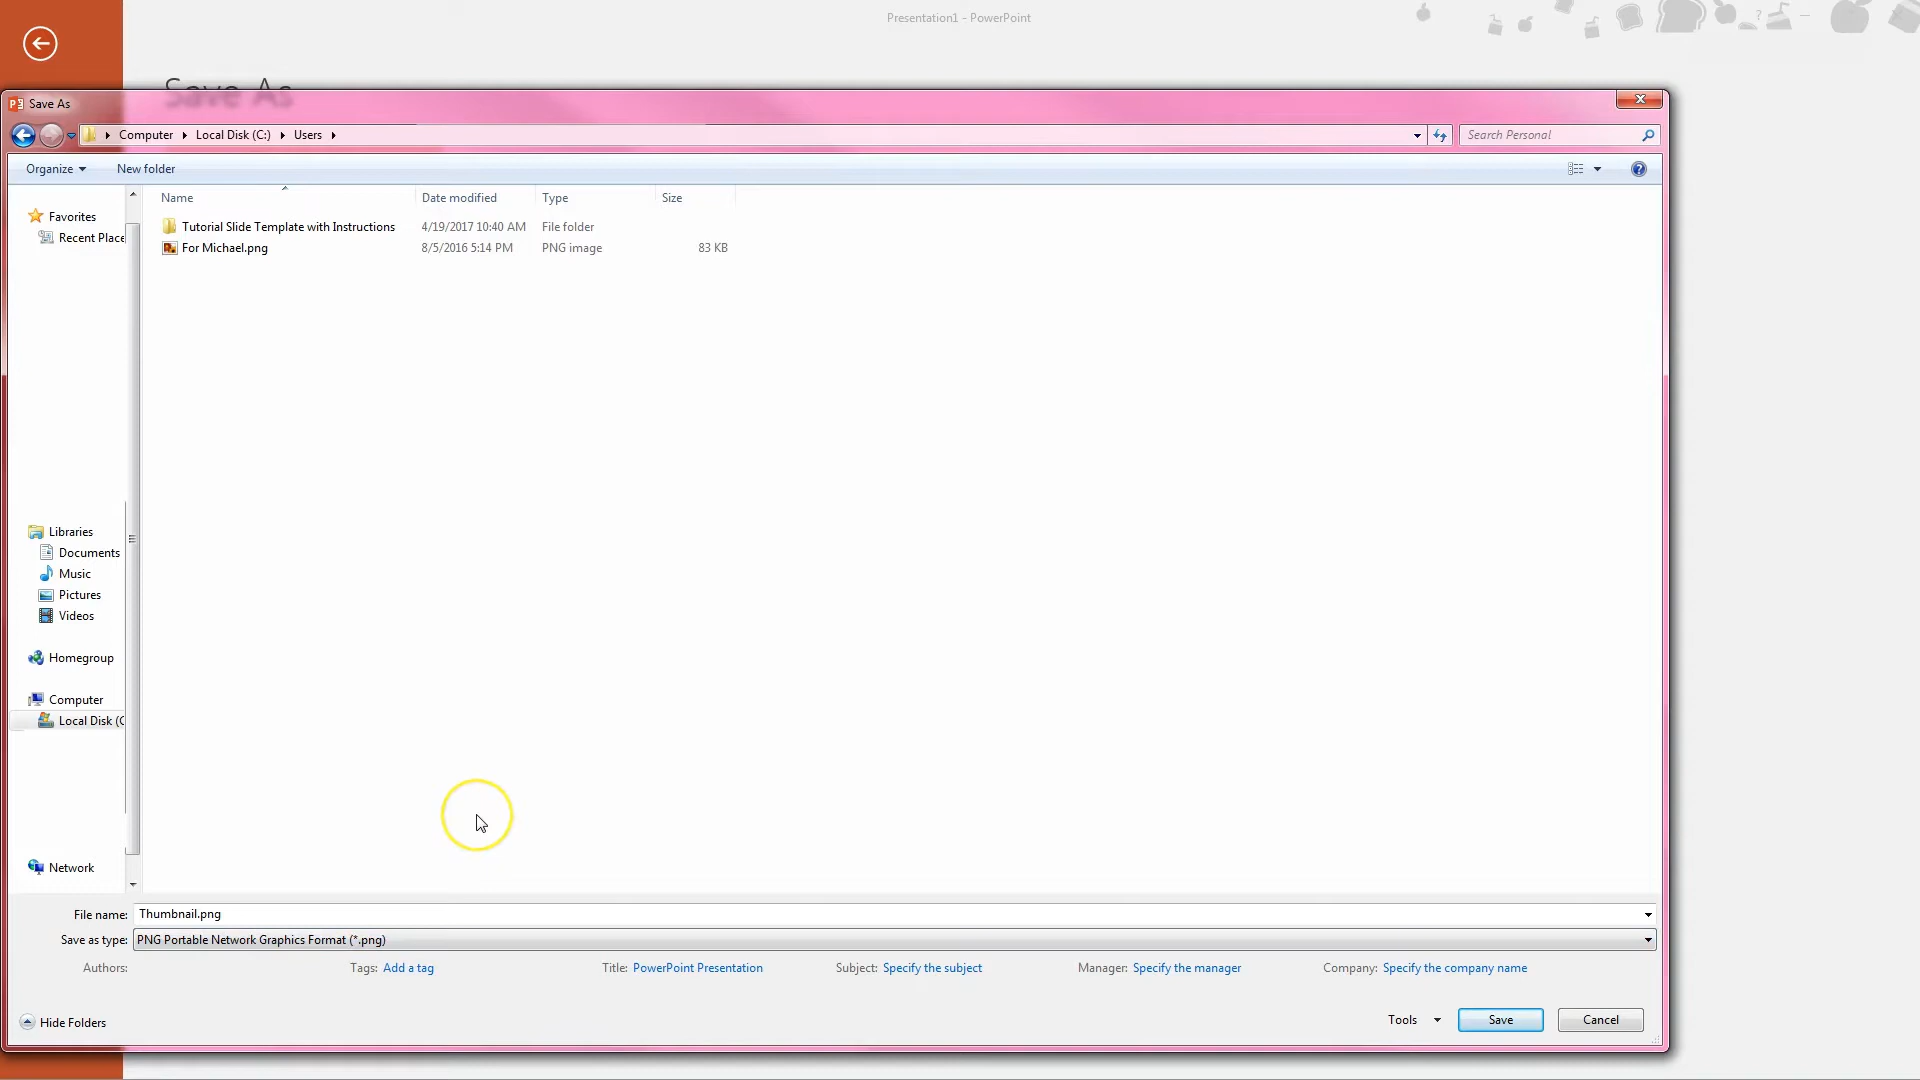 Presentation1 - PowerPoint
Save As
Save As
Computer Local Disk (C:) Users
Search Personal
Organize New folder
Name Date modified Type Size
Tutorial Slide Template with Instructions 4/19/2017 10:40 AM File folder
For Michael.png 8/5/2016 5:14 PM PNG image 83 KB
Favorites
Recent Place
Libraries
Documents
Music
Pictures
Videos
Homegroup
Computer
Local Disk (C
Network
File name: Thumbnail.png
Save as type: PNG Portable Network Graphics Format (*.png)
Authors: Tags: Add a tag Title: PowerPoint Presentation Subject: Specify the subject Manager: Specify the manager Company: Specify the company name
Hide Folders Tools Save Cancel